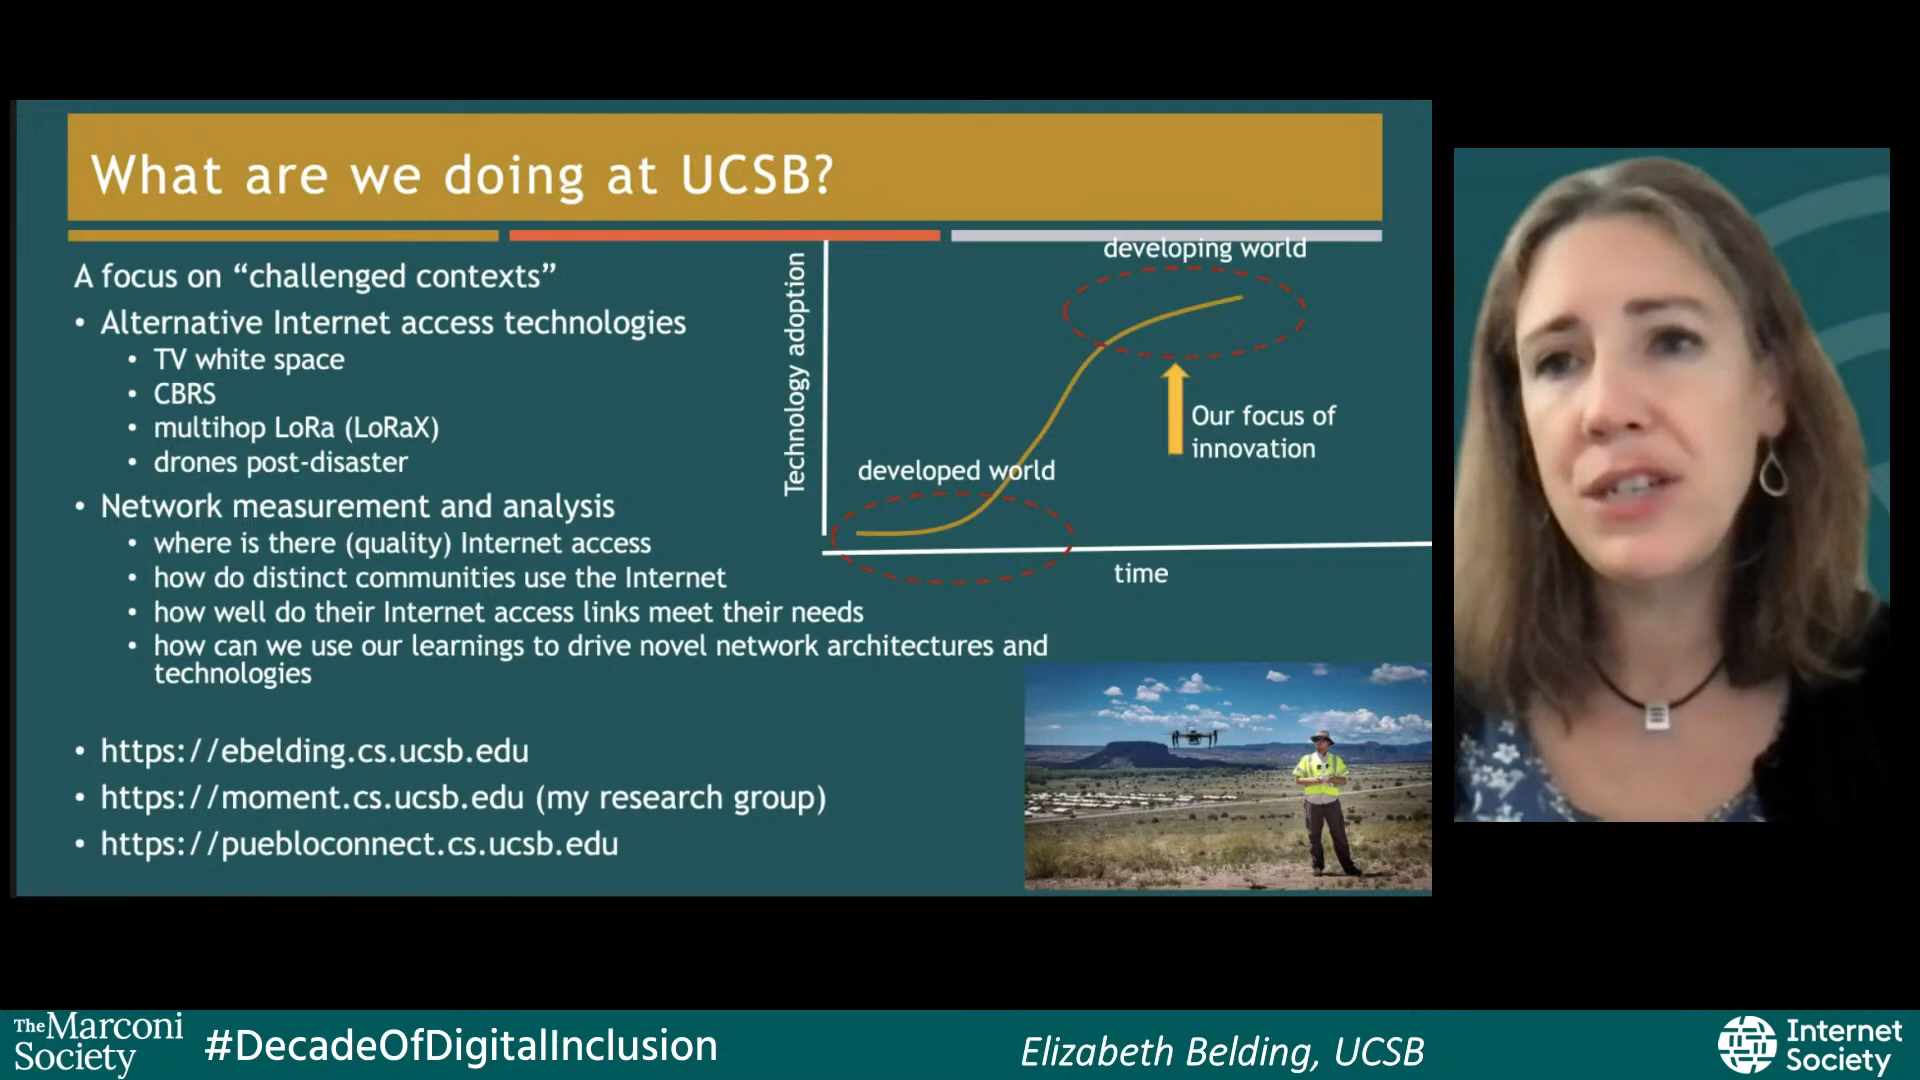 What are we doing at UCSB?
A focus on “challenged contexts”
• Alternative Internet access technologies
• TV white space
• CBRS
• multihop LoRa (LoRaX)
• drones post-disaster
• Network measurement and analysis
• where is there (quality) Internet access
• how do distinct communities use the Internet
• how well do their Internet access links meet their needs
• how can we use our learnings to drive novel network architectures and
technologies
• https://ebelding.cs.ucsb.edu
• https://moment.cs.ucsb.edu (my research group)
• https://puebloconnect.cs.ucsb.edu
Technology adoption
developing world
Our focus of
innovation
developed world
time
The Marconi
Society
#DecadeOfDigitalInclusion
Elizabeth Belding, UCSB
Internet
Society